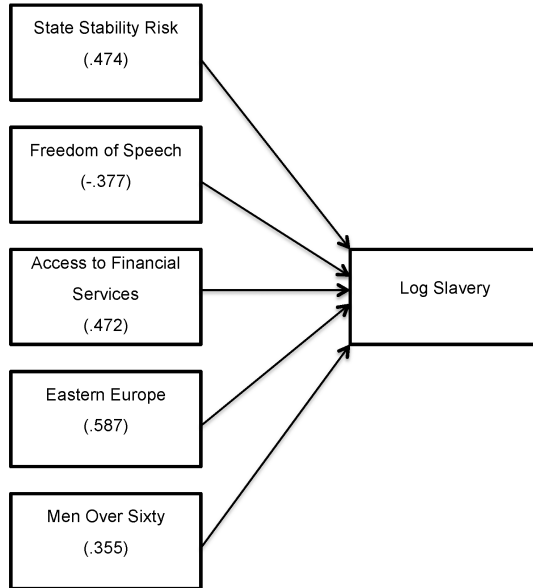 State Stability Risk
(.474)
Freedom of Speech
(-.377)
Access to Financial
Services
(.472)
Eastern Europe
(.587)
Men Over Sixty
(.355)
Log Slavery